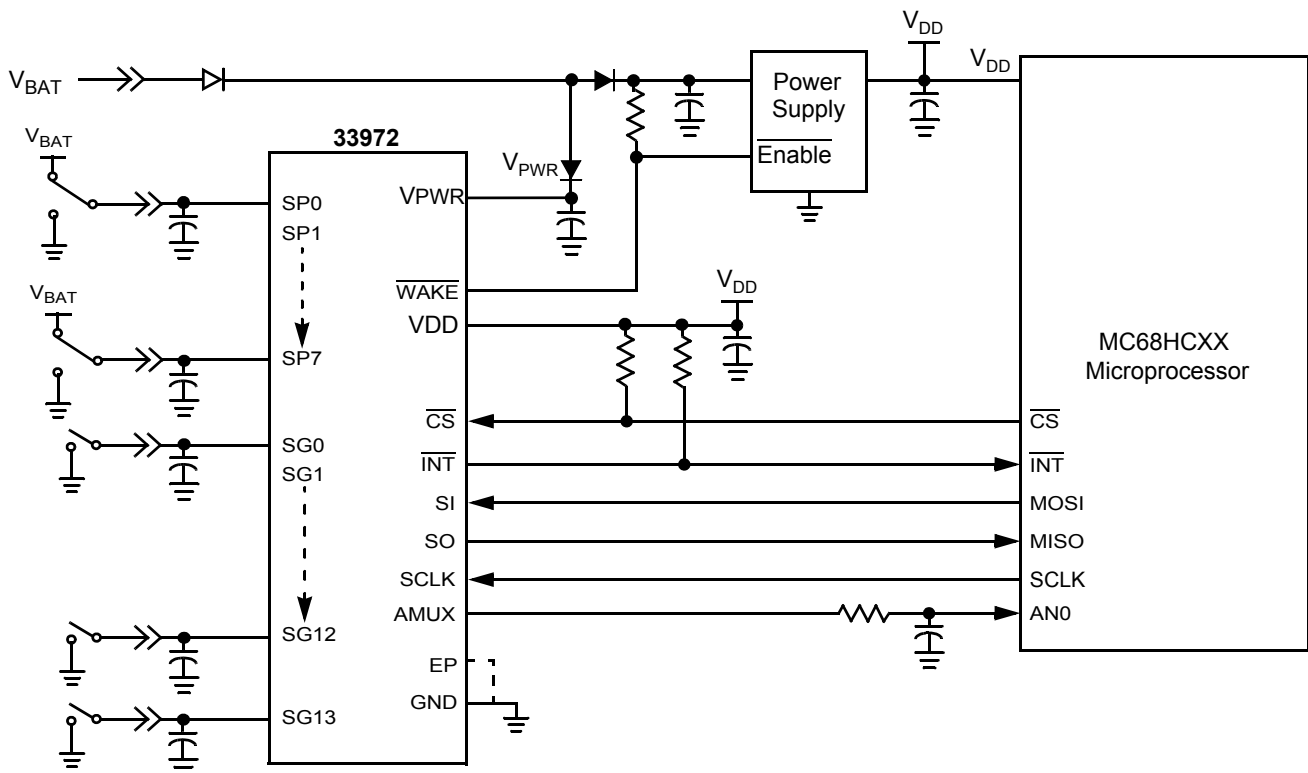 VDD
VBAT
VDD
Power
Supply
Enable
33972
VBAT
VPWR
VPWR
SP0
SP1
WAKE
VDD
VDD
VBAT
SP7
MC68HCXX
Microprocessor
SG0
SG1
CS
CS
INT
INT
SI
MOSI
SO
MISO
SCLK
SCLK
AMUX
AN0
SG12
EP
GND
SG13